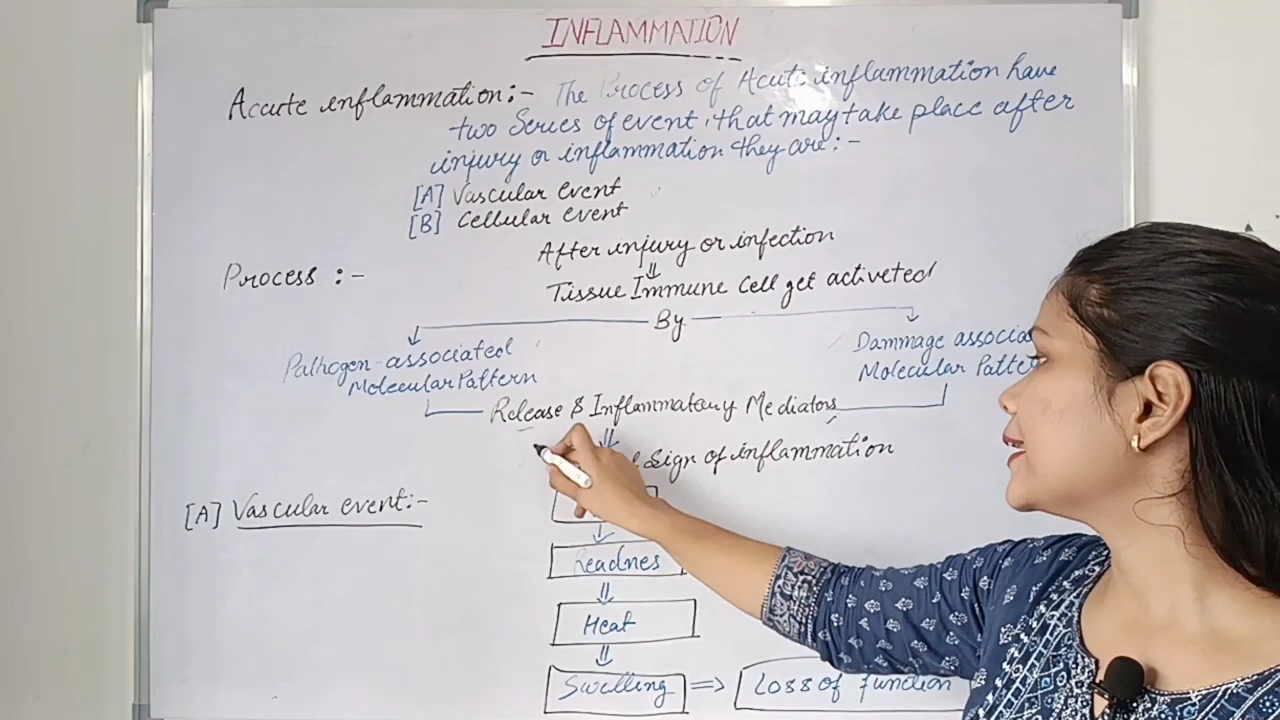 INFLAMMATION
Accute inflammation:- The Process of Acute inflammation have
two Series of event, that may take place after
injury or inflammation they are:-
[A] Vascular event
[B] Cellular event
Process :-
After injury or infection
Tissue Immune Cell get activeted
By
Pathogen-associated
Molecular Pattern
Dammage associa
Molecular Patte
Release & Inflammatory Mediators
Sign of inflammation
[A] Vascular event:-
Readnes
Heat
Swelling
Loss of function